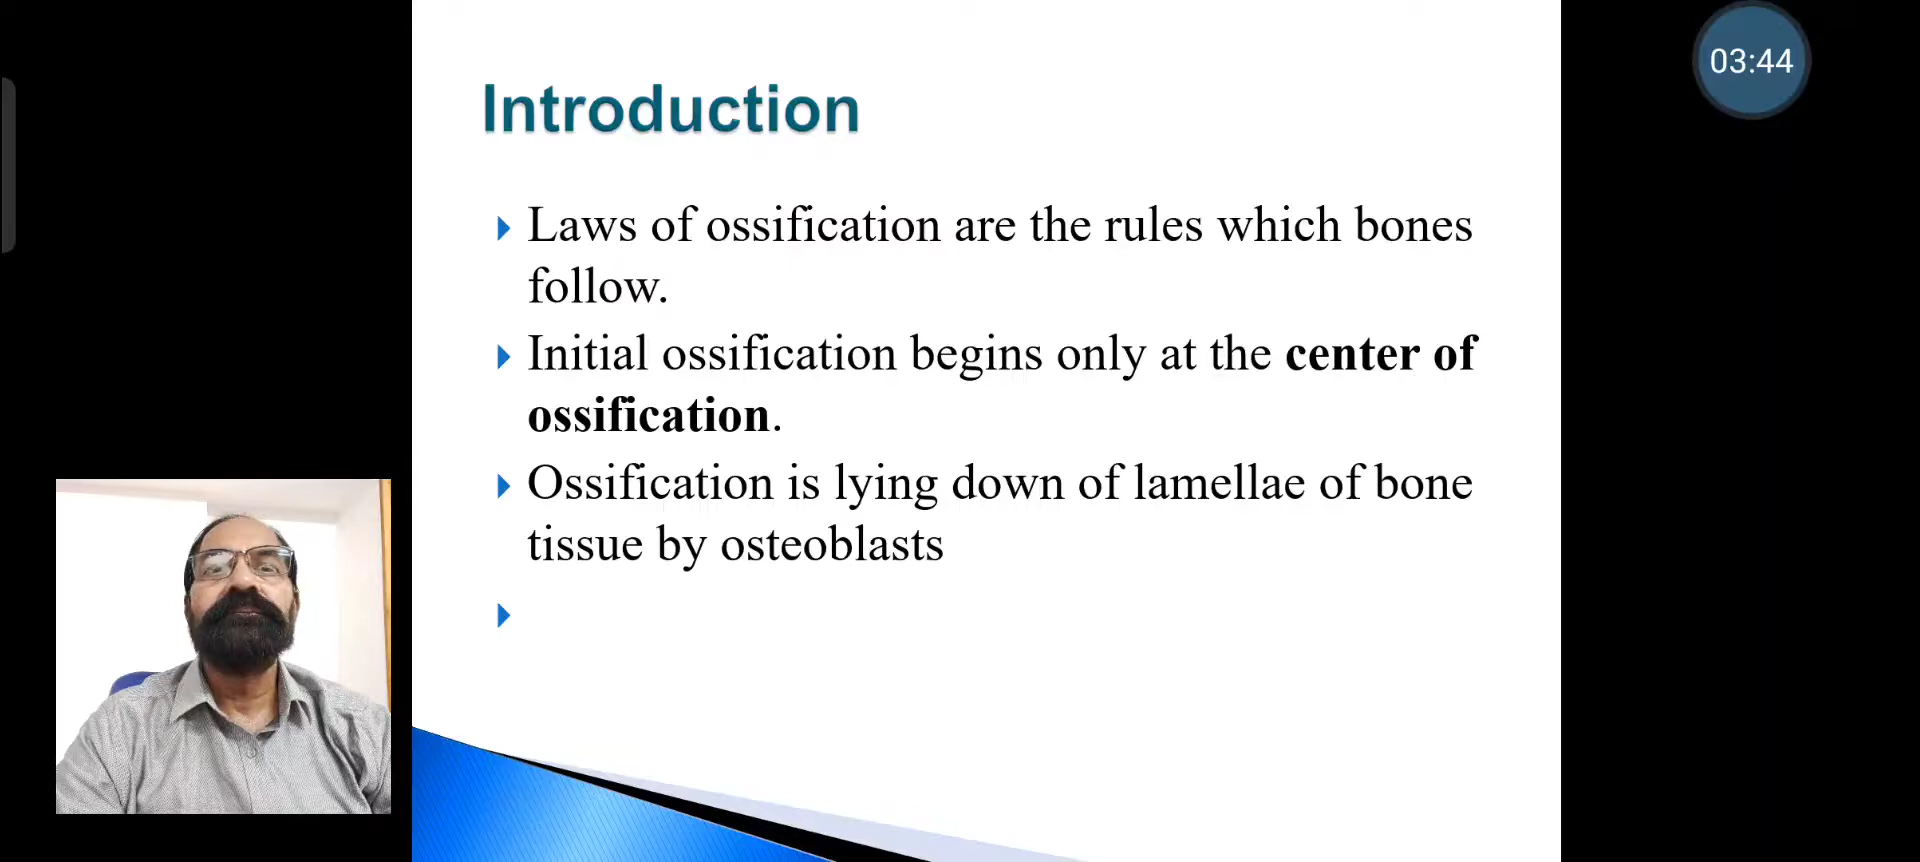 03:44
Introduction
Laws of ossification are the rules which bones
follow.
Initial ossification begins only at the center of
ossification.
Ossification is lying down of lamellae of bone
tissue by osteoblasts